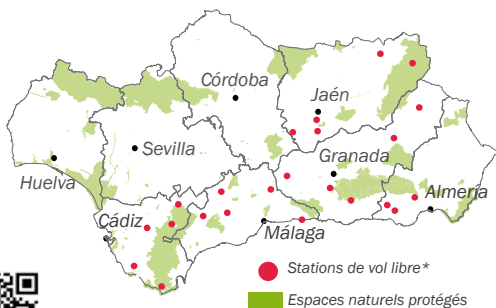 Córdoba
Jaén
Sevilla
Granada
Huelva
Almería
Cádiz
Málaga
Stations de vol libre*
Espaces naturels protégés